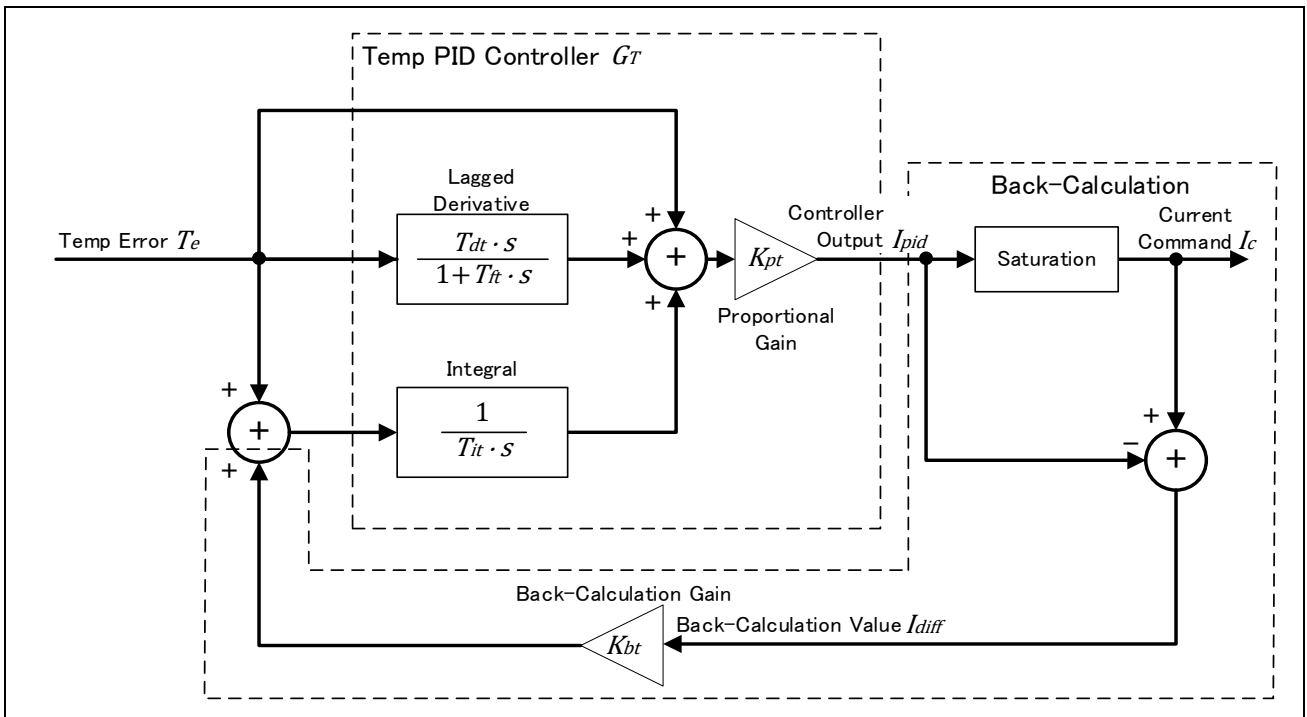 Temp PID Controller GT
Lagged
Derivative
Tdt · s
1 + Tft · s
Temp Error Te
+
+
+
+
Kpt
Proportional
Gain
Controller
Output Ipid
Back-Calculation
Saturation
Current
Command Ic
Integral
1
Tit · s
+
+
+
+
−
+
Back-Calculation Gain
Kbt
Back-Calculation Value Idiff